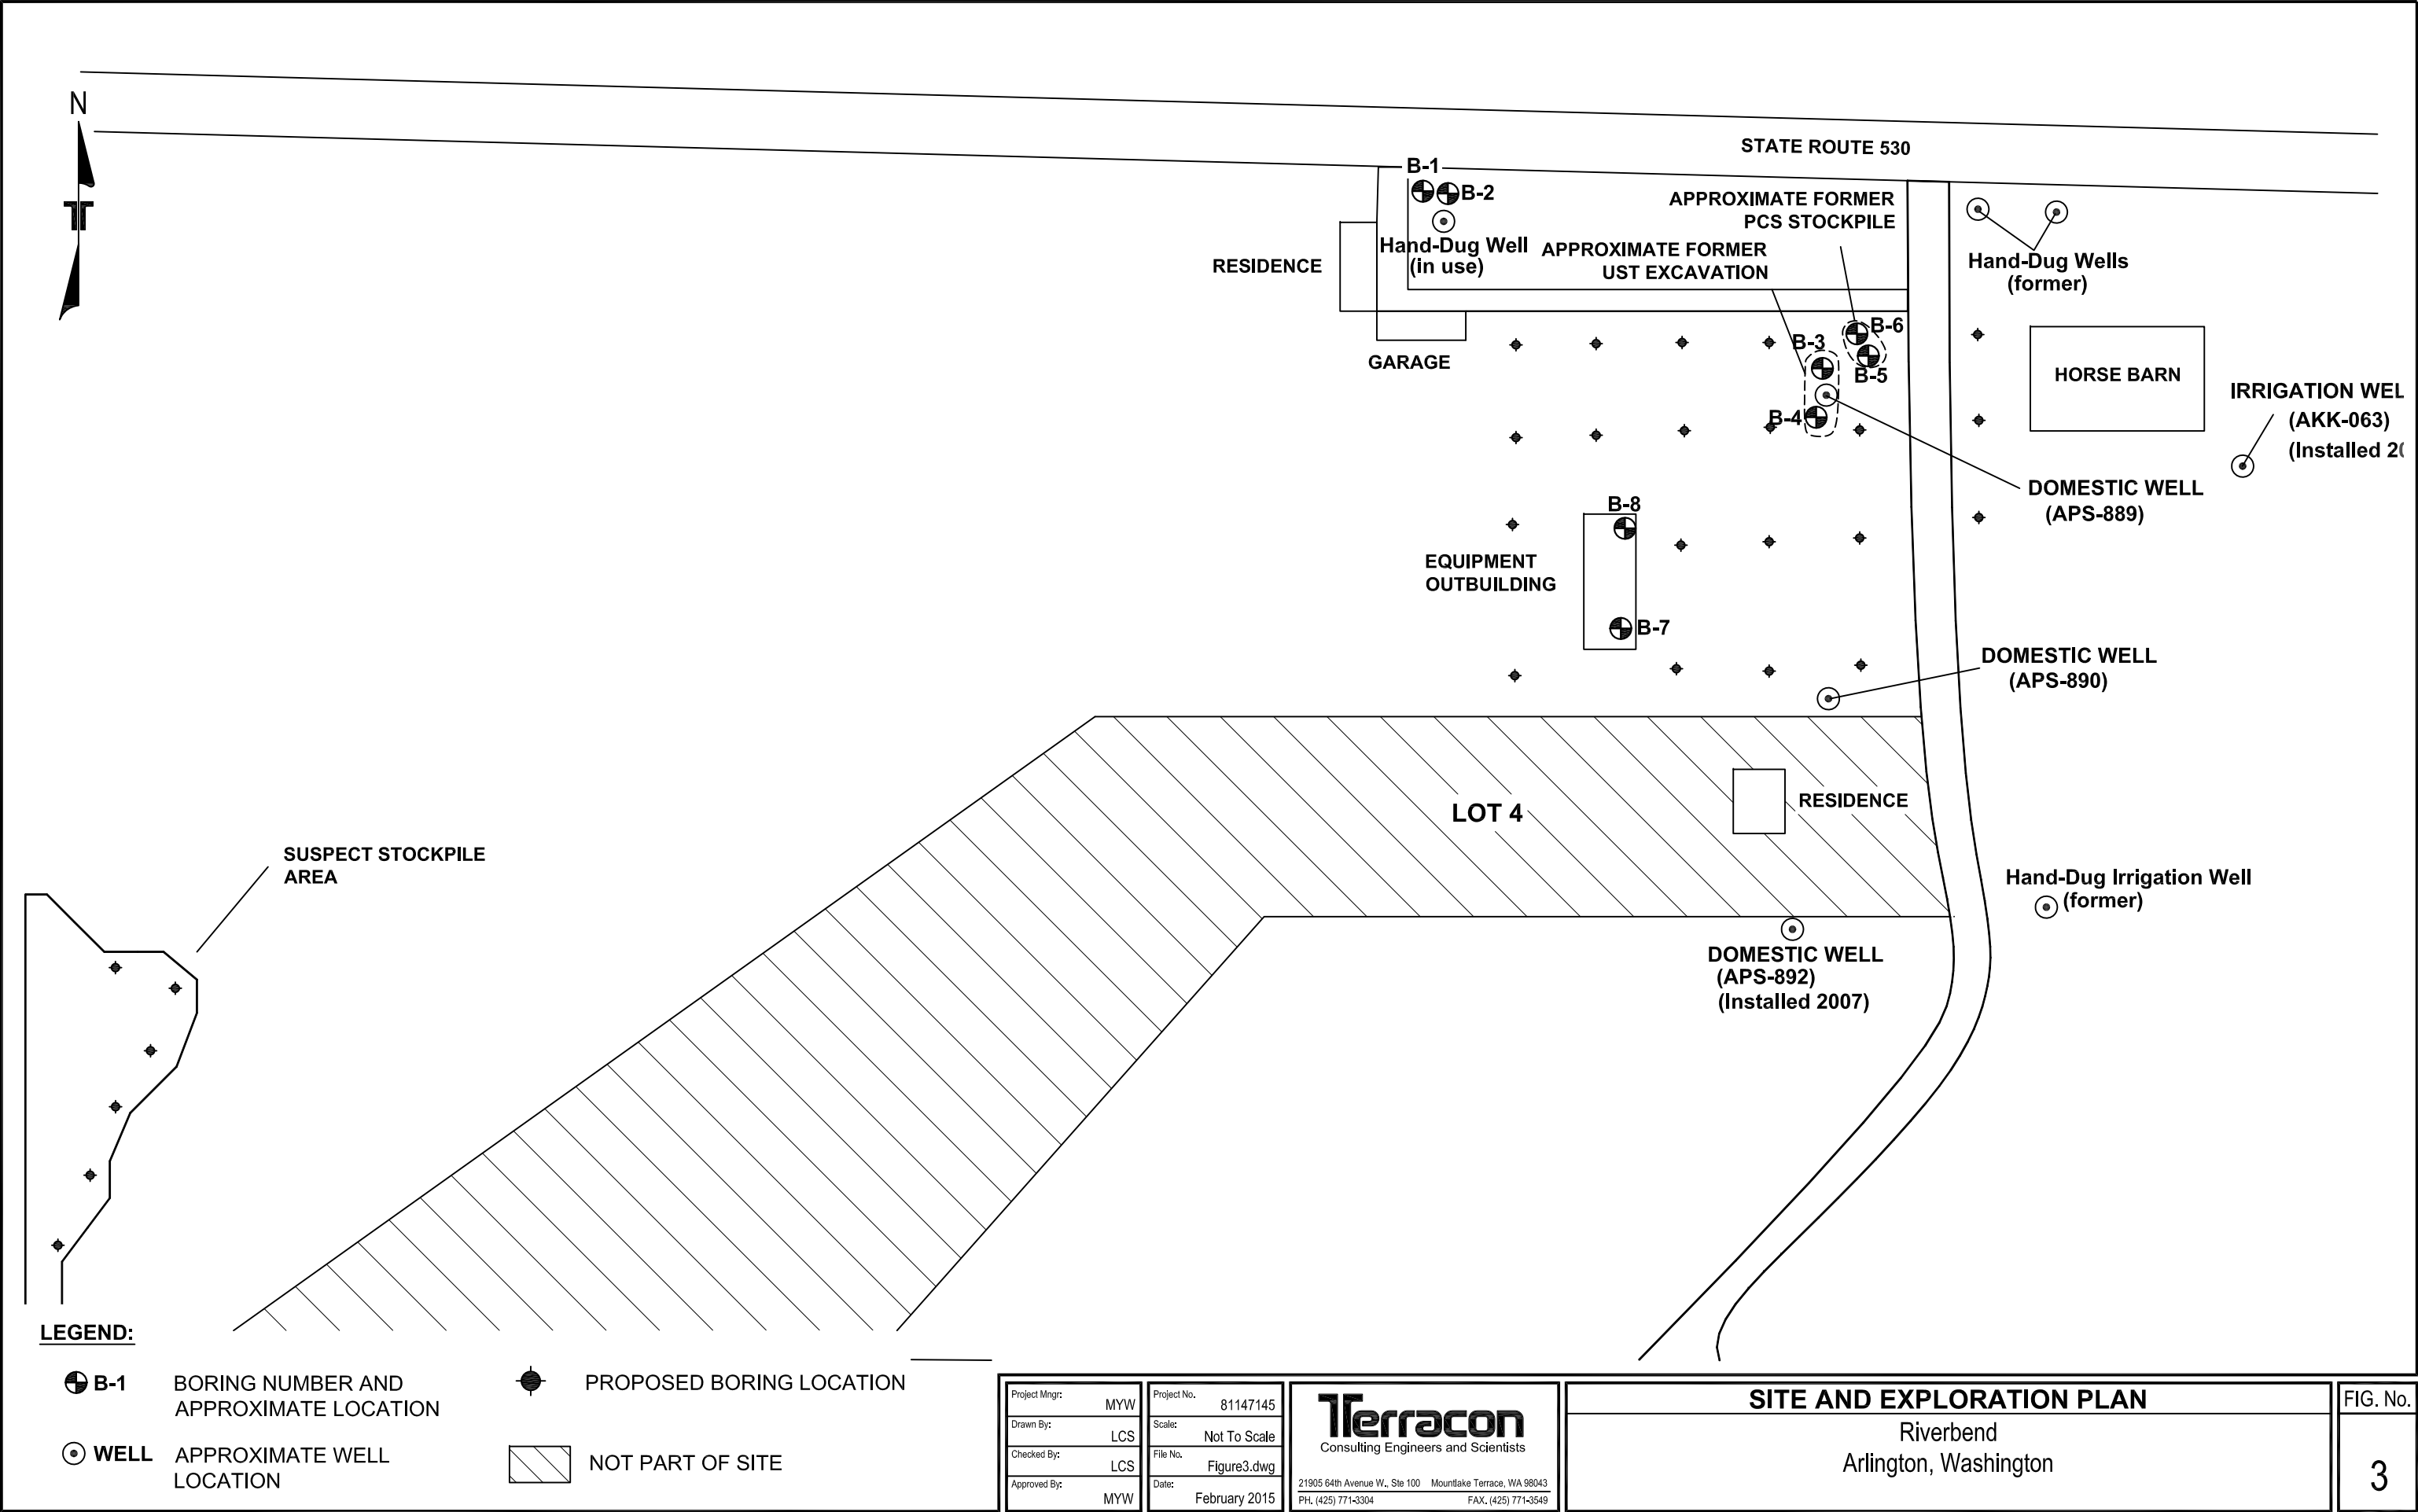 N
STATE ROUTE 530
B-1
B-2
Hand-Dug Well
(in use)
RESIDENCE
GARAGE
APPROXIMATE FORMER
PCS STOCKPILE
APPROXIMATE FORMER
UST EXCAVATION
Hand-Dug Wells
(former)
B-6
B-3
B-5
B-4
HORSE BARN
IRRIGATION WEL
(AKK-063)
(Installed 20
DOMESTIC WELL
(APS-889)
B-8
EQUIPMENT
OUTBUILDING
B-7
DOMESTIC WELL
(APS-890)
LOT 4
RESIDENCE
SUSPECT STOCKPILE
AREA
Hand-Dug Irrigation Well
(former)
DOMESTIC WELL
(APS-892)
(Installed 2007)
LEGEND:
B-1 BORING NUMBER AND
APPROXIMATE LOCATION
PROPOSED BORING LOCATION
WELL APPROXIMATE WELL
LOCATION
NOT PART OF SITE
Project Mngr: MYW
Drawn By: LCS
Checked By: LCS
Approved By: MYW
Project No. 81147145
Scale: Not To Scale
File No. Figure3.dwg
Date: February 2015
Terracon
Consulting Engineers and Scientists
21905 64th Avenue W., Ste 100 Mountlake Terrace, WA 98043
PH. (425) 771-3304 FAX. (425) 771-3549
SITE AND EXPLORATION PLAN
Riverbend
Arlington, Washington
FIG. No.
3